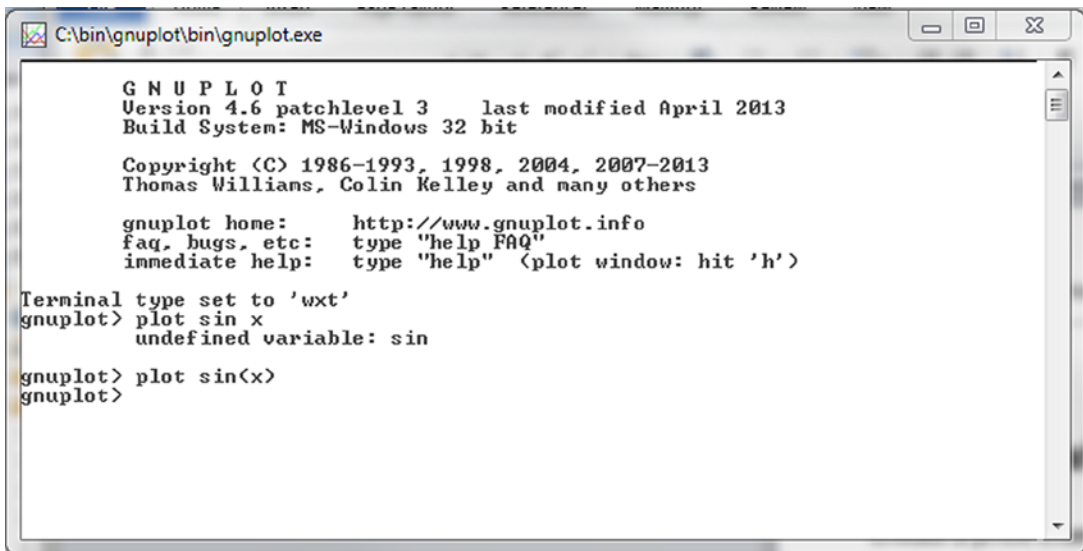 C:\bin\gnuplot\bin\gnuplot.exe
G N U P L O T
Version 4.6 patchlevel 3    last modified April 2013
Build System: MS-Windows 32 bit
Copyright (C) 1986-1993, 1998, 2004, 2007-2013
Thomas Williams, Colin Kelley and many others
gnuplot home:     http://www.gnuplot.info
faq, bugs, etc:   type "help FAQ"
immediate help:   type "help"  (plot window: hit 'h')
Terminal type set to 'wxt'
gnuplot> plot sin x
undefined variable: sin
gnuplot> plot sin(x)
gnuplot>